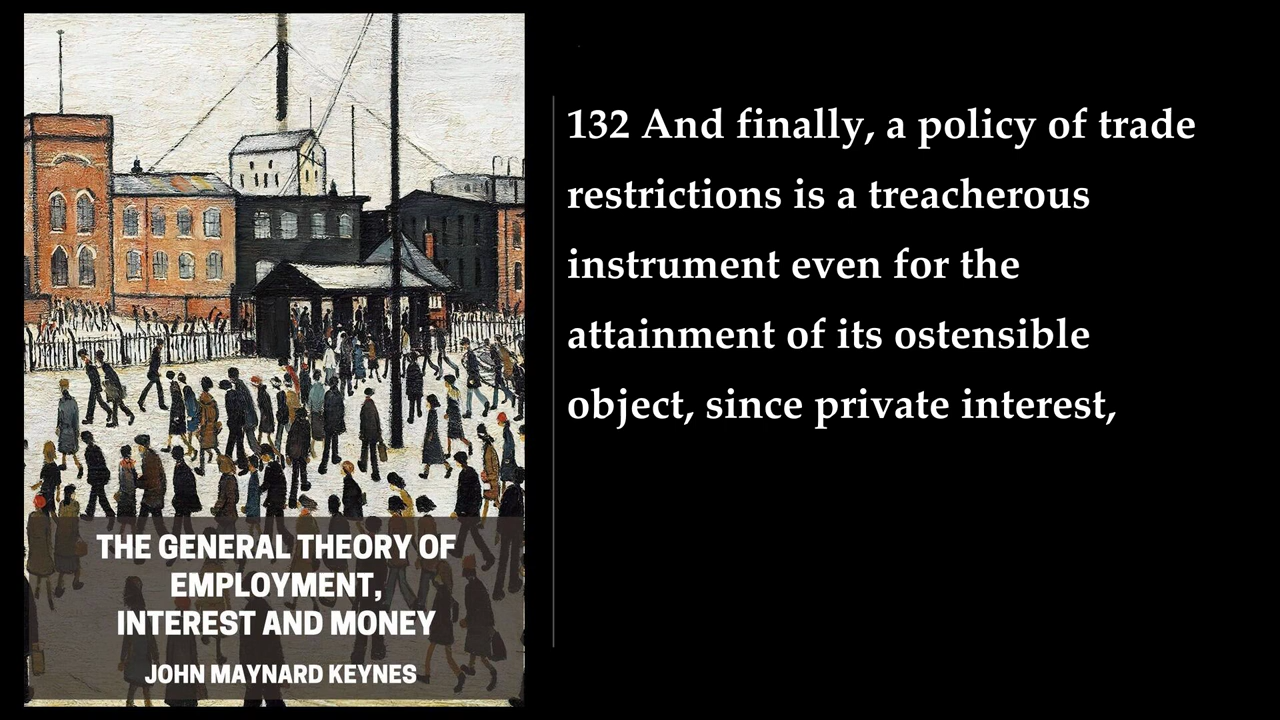 THE GENERAL THEORY OF
EMPLOYMENT,
INTEREST AND MONEY
JOHN MAYNARD KEYNES
132 And finally, a policy of trade
restrictions is a treacherous
instrument even for the
attainment of its ostensible
object, since private interest,